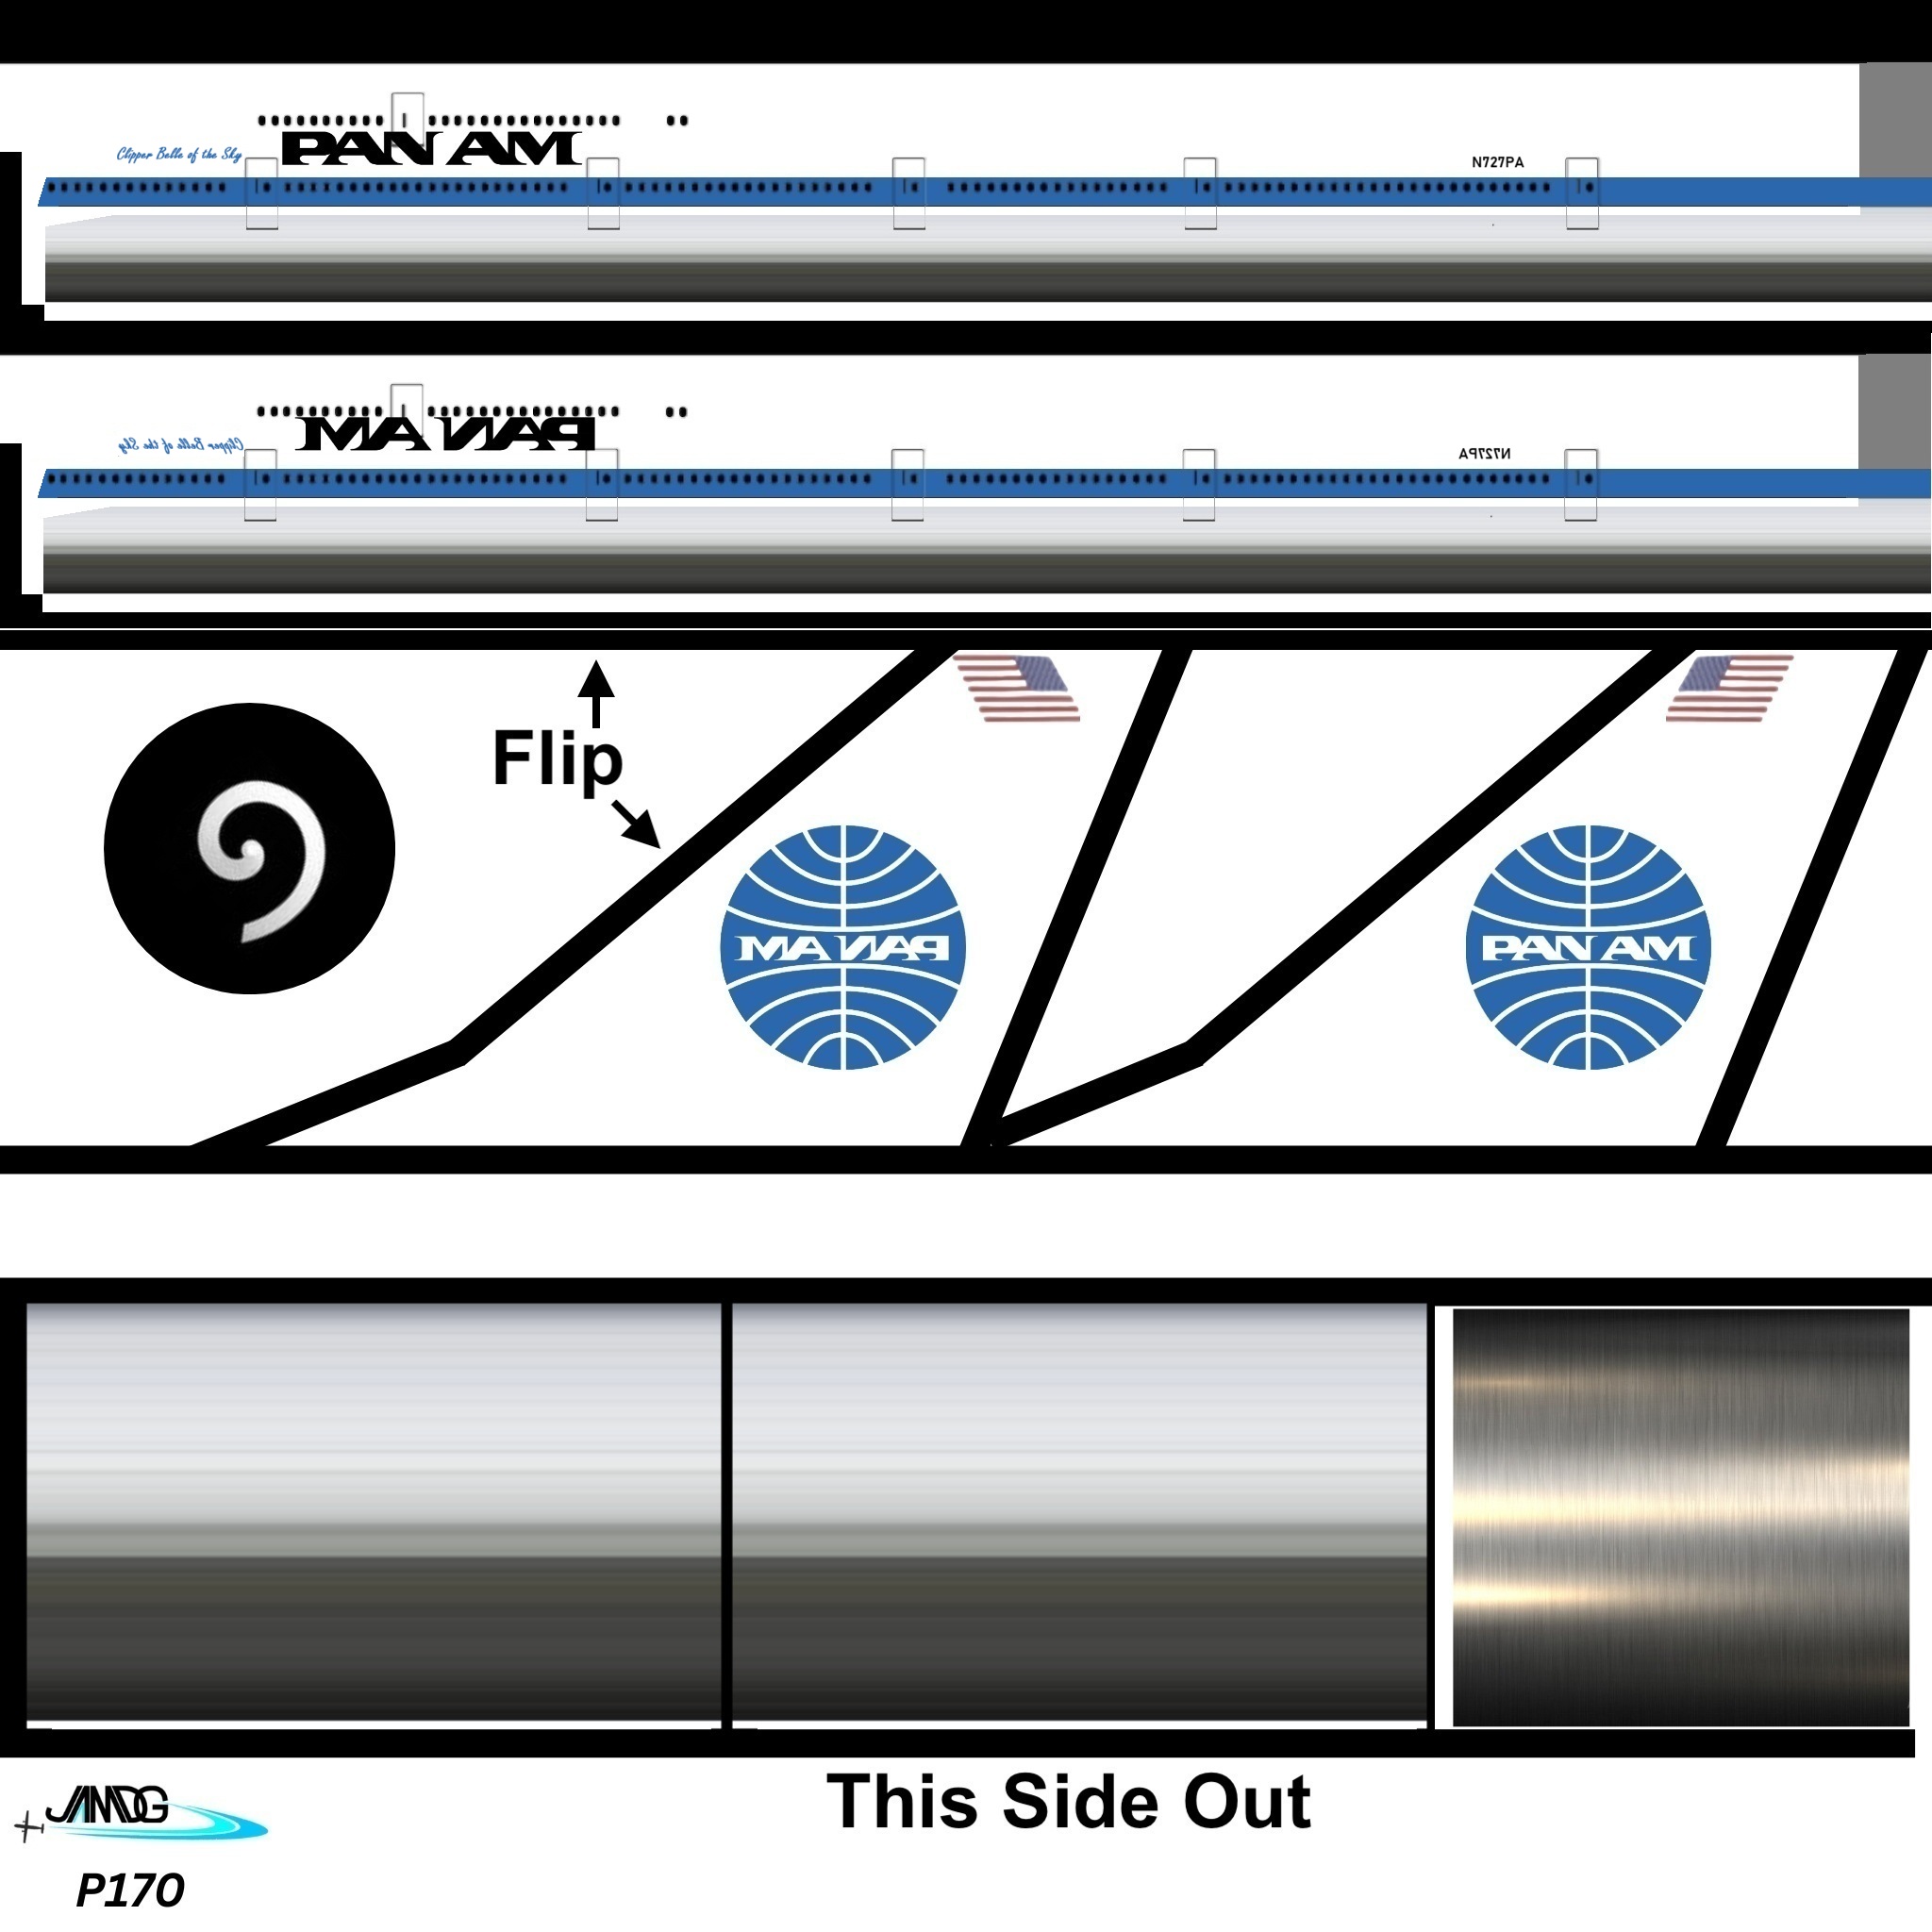 PAN AM
Clipper Belle of the Sky
N727PA
PAN AM
Clipper Belle of the Sky
N727PA
Flip
PAN AM
PAN AM
This Side Out
JAMDG
P170